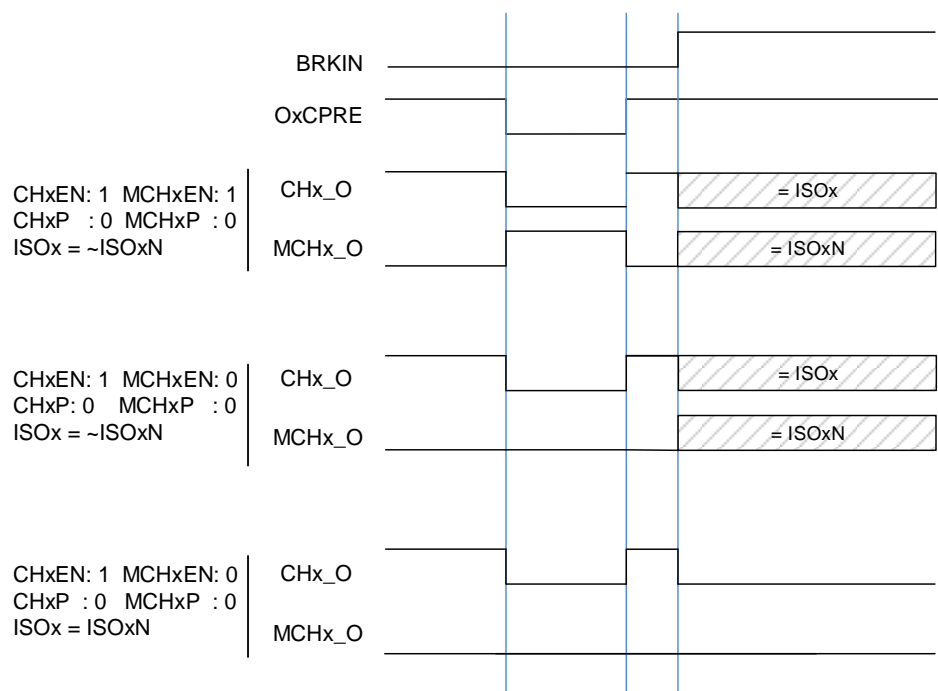 BRKIN
OxCPRE
CHxEN: 1 MCHxEN: 1
CHxP : 0 MCHxP : 0
ISOx = ~ISOxN
CHx_O
= ISOx
MCHx_O
= ISOxN
CHxEN: 1 MCHxEN: 0
CHxP: 0 MCHxP : 0
ISOx = ~ISOxN
CHx_O
= ISOx
MCHx_O
= ISOxN
CHxEN: 1 MCHxEN: 0
CHxP : 0 MCHxP : 0
ISOx = ISOxN
CHx_O
MCHx_O